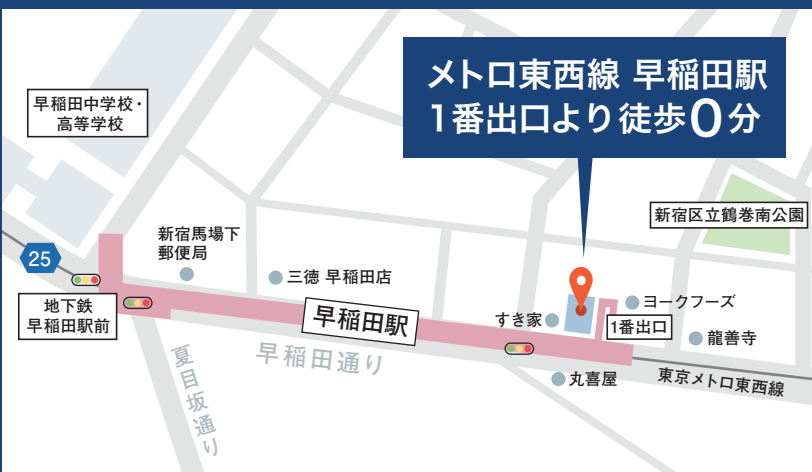 メトロ東西線 早稲田駅
1番出口より徒歩0分
早稲田中学校・
高等学校
新宿区立鶴巻南公園
新宿馬場下
郵便局
25
三徳 早稲田店
地下鉄
早稲田駅前
早稲田駅
すき家
ヨークフーズ
1番出口
龍善寺
早稲田通り
夏目坂通り
丸喜屋
東京メトロ東西線